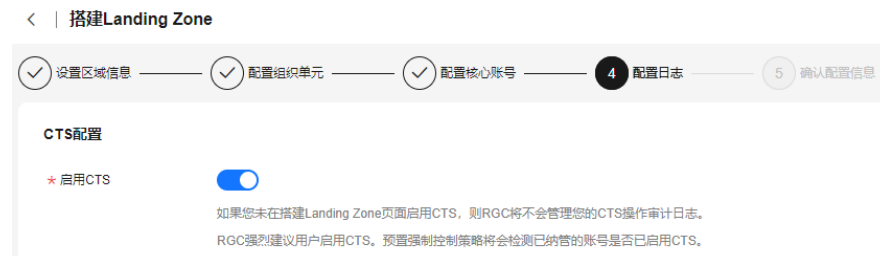 搭建Landing Zone
设置区域信息 配置组织单元 配置核心账号 4 配置日志 5 确认配置信息
CTS配置
* 启用CTS
如果您未在搭建Landing Zone页面启用CTS，则RGC将不会管理您的CTS操作审计日志。
RGC强烈建议用户启用CTS。预置强制控制策略将会检测已纳管的账号是否已启用CTS。